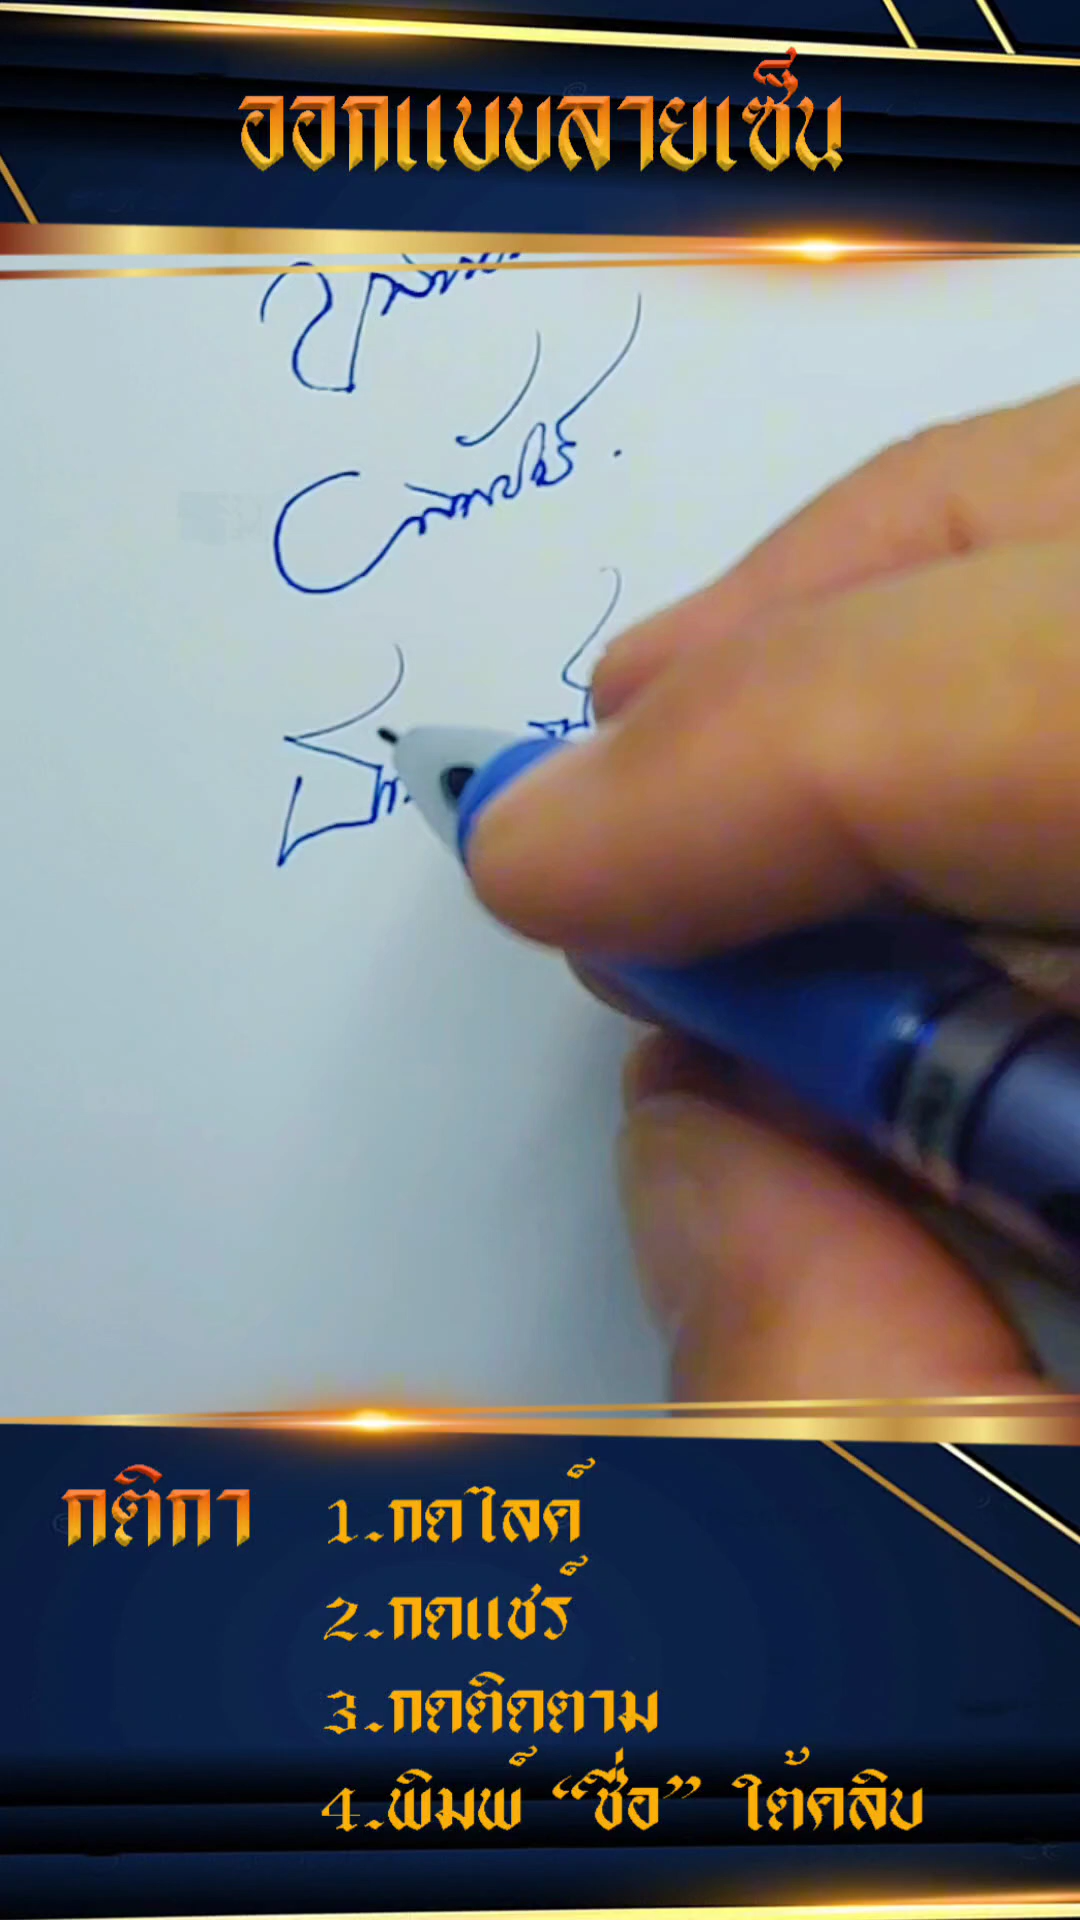 ออกแบบลายเซ็น
กติกา 1.กดไลค์
2.กดแชร์
3.กดติดตาม
4.พิมพ์ “ชื่อ” ใต้คลิป